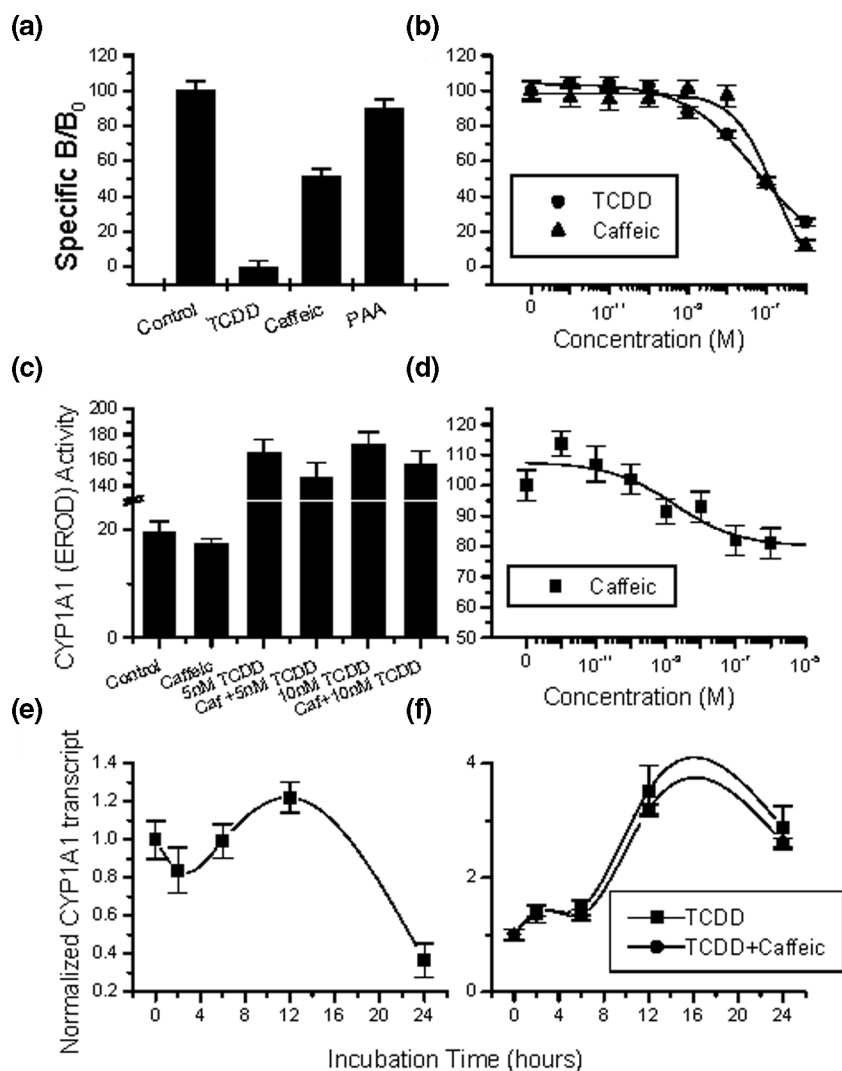 (a)
(b)
Specific B/B0
120
100
80
60
40
20
0
Control
TCDD
Caffeic
PAA
120
100
80
60
40
20
120
TCDD
Caffeic
0
10⁻¹¹
10⁻⁹
10⁻⁷
Concentration (M)
(c)
(d)
CYP1A1 (EROD) Activity
200
180
160
140
20
0
Control
Caffeic
5nM TCDD
Caf +5nM TCDD
10nM TCDD
Caf+10nM TCDD
110
100
90
80
70
60
50
Caffeic
0
10⁻¹¹
10⁻⁹
10⁻⁷
10⁻⁵
Concentration (M)
(e)
(f)
Normalized CYP1A1 transcript
1.4
1.2
1.0
0.8
0.6
0.4
0.2
0 4 8 12 16 20 24
4
2
0
TCDD
TCDD+Caffeic
0 4 8 12 16 20 24
Incubation Time (hours)